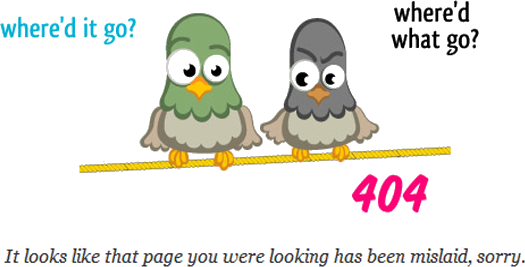 where'd it go?
where'd
what go?
404
It looks like that page you were looking has been mislaid, sorry.